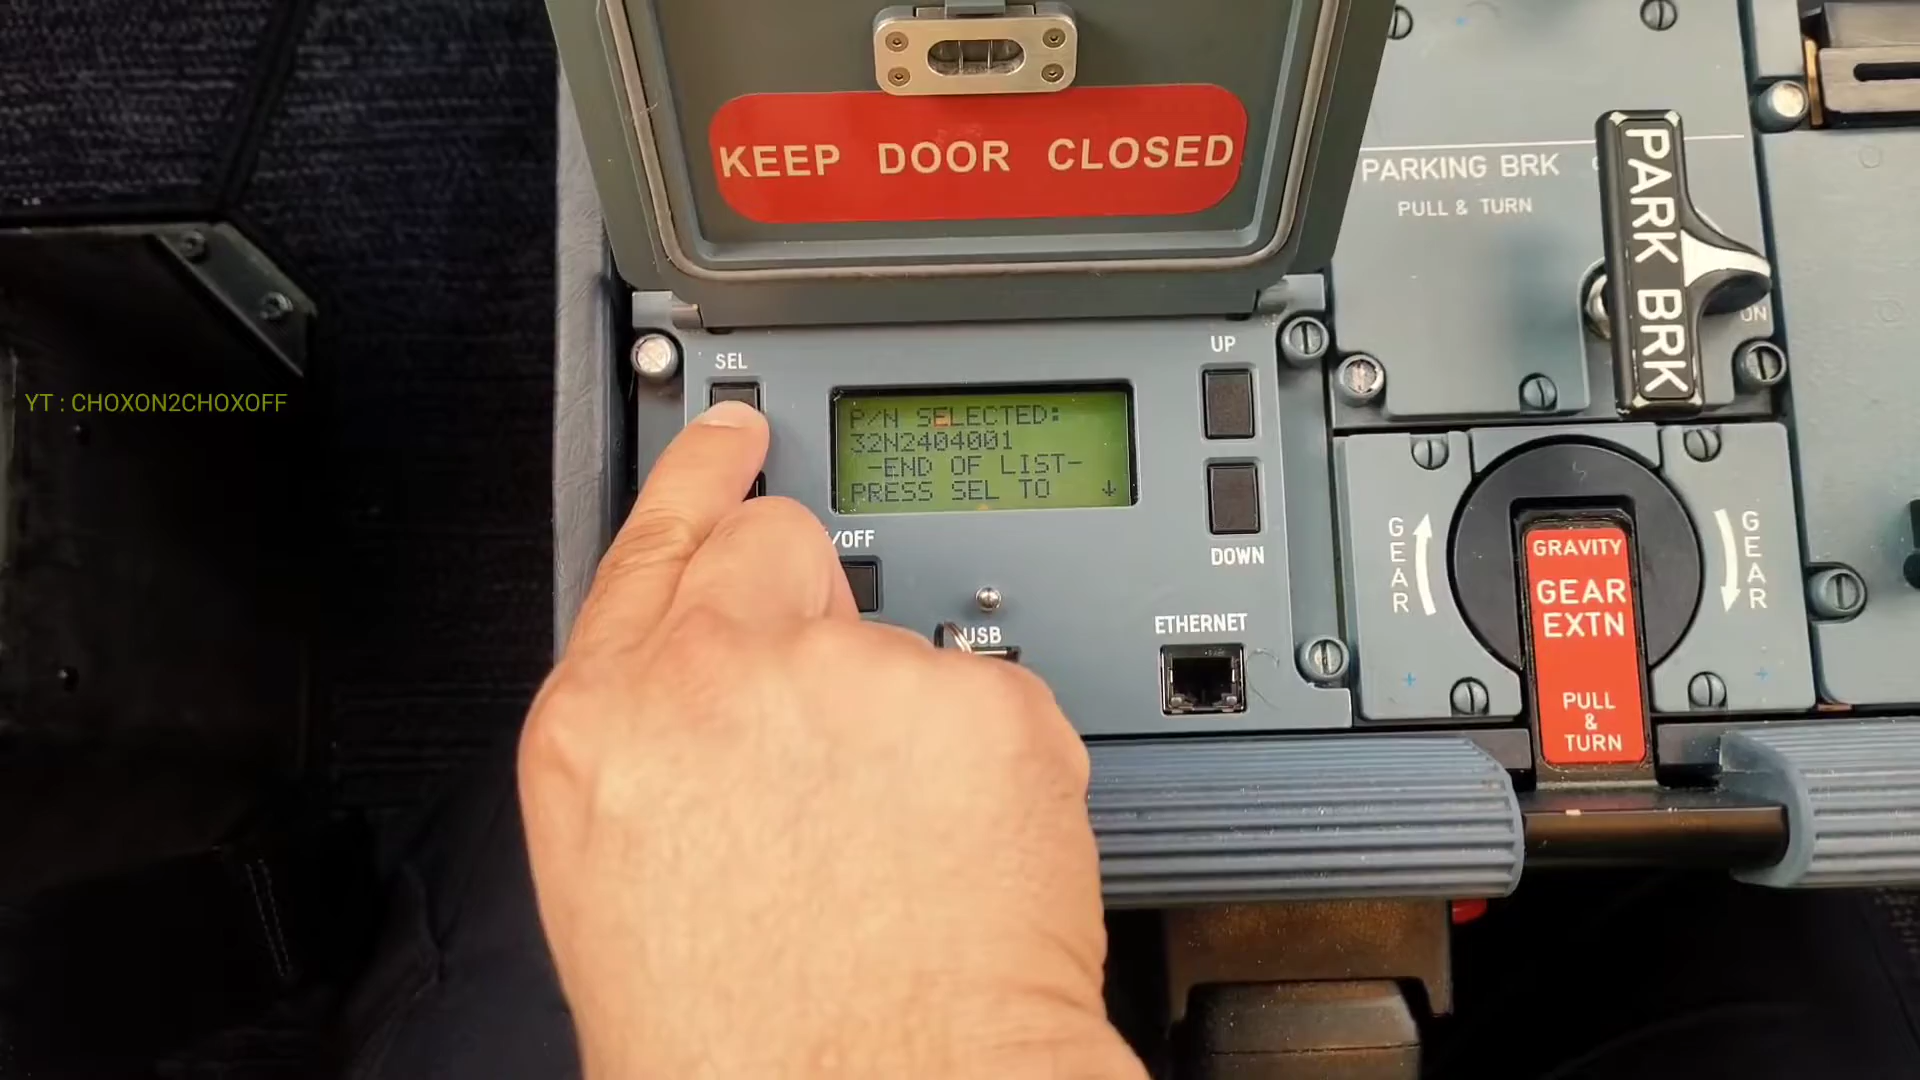 KEEP DOOR CLOSED
PARKING BRK
PULL & TURN
PARK BRK
ON
SEL
UP
YT : CHOXON2CHOXOFF
P/N SELECTED:
32N2404001
-END OF LIST-
PRESS SEL TO ↓
/OFF
DOWN
USB
ETHERNET
GEAR
GRAVITY
GEAR
EXTN
PULL
&
TURN
GEAR